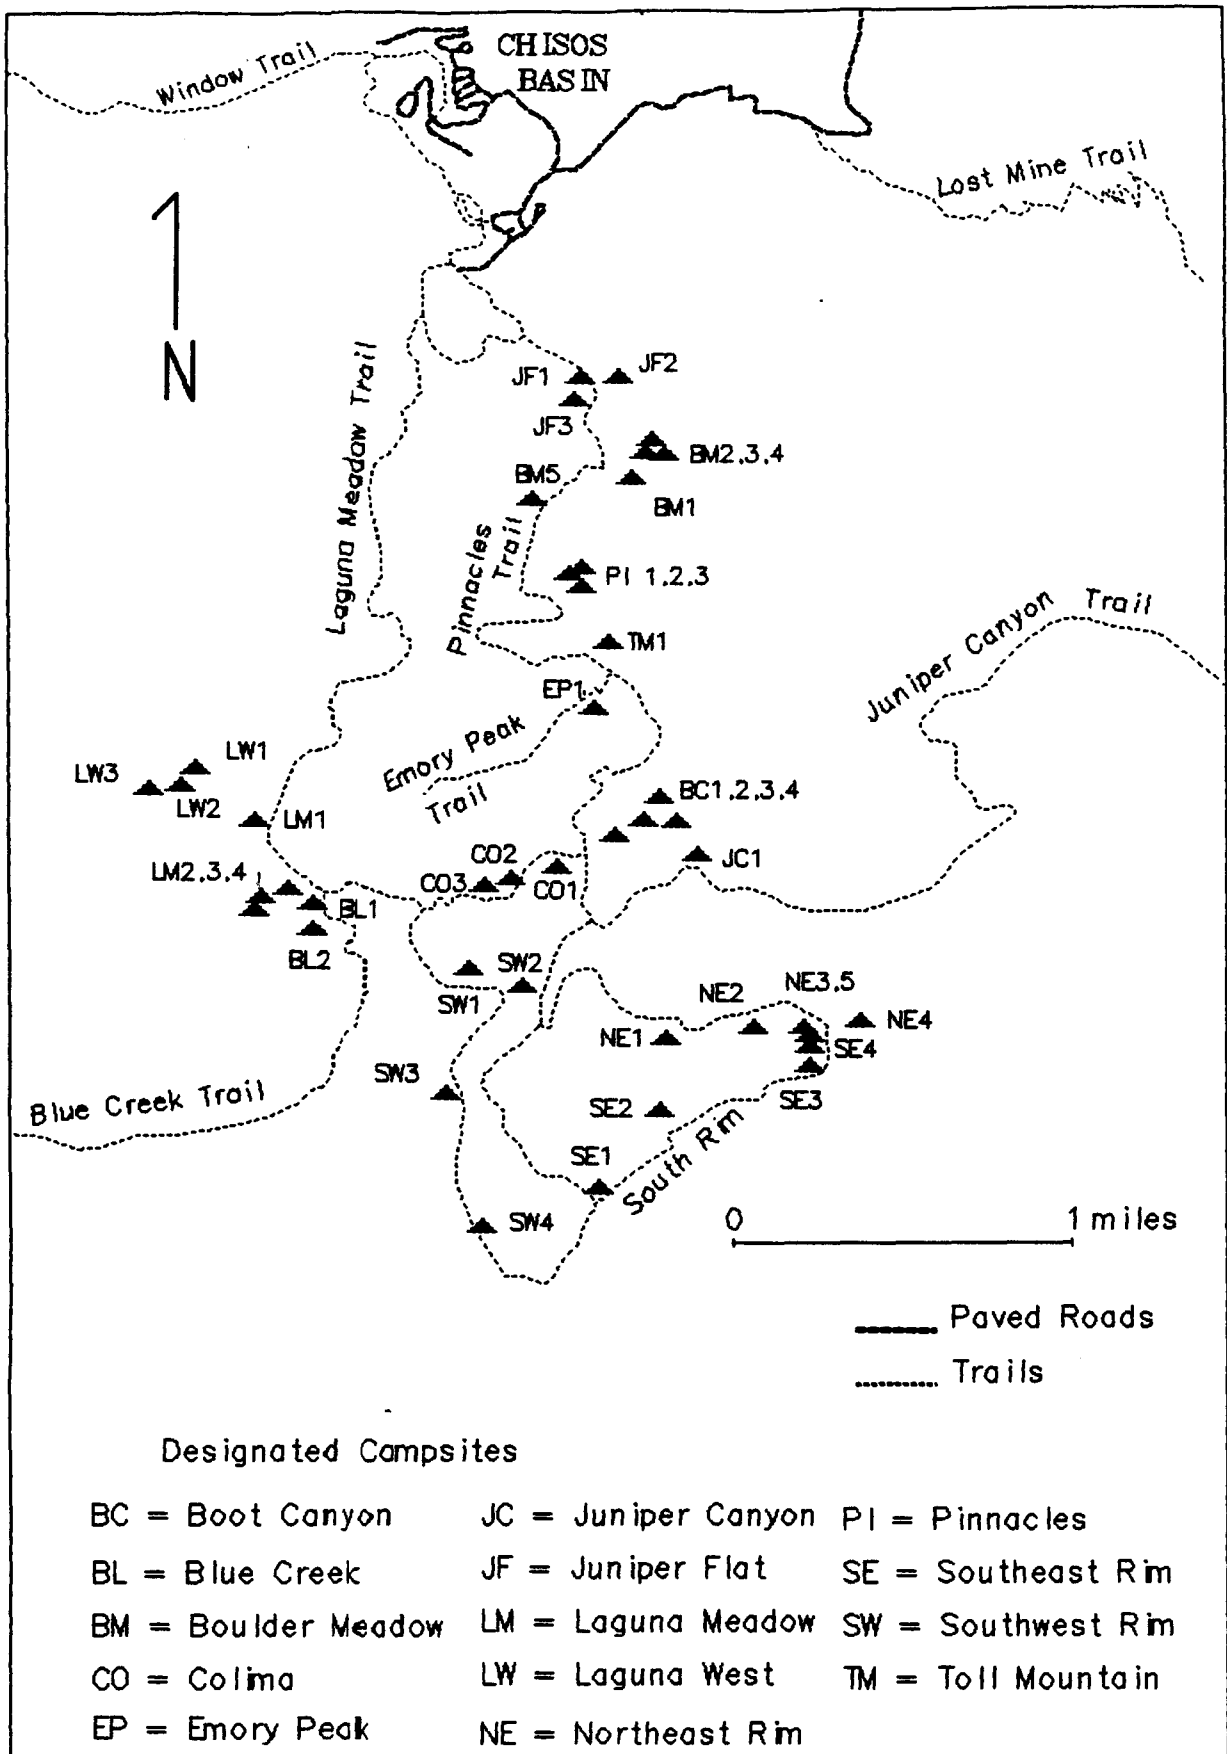 CHISOS
BASIN
Window Trail
Lost Mine Trail
N
Laguna Meadow Trail
JF1
JF2
JF3
BM2,3,4
BM5
BM1
Pinnacles
Trail
PI 1,2,3
TM1
Juniper Canyon Trail
EP1
Emory Peak
Trail
LW1
LW3
LW2
LM1
BC1,2,3,4
JC1
CO2
CO3
CO1
LM2,3,4
BL1
BL2
SW2
SW1
NE2
NE3,5
NE4
NE1
SE4
SW3
SE2
SE3
Blue Creek Trail
SE1
South Rim
SW4
0 1 miles
Paved Roads
Trails
Designated Campsites
BC = Boot Canyon JC = Juniper Canyon PI = Pinnacles
BL = Blue Creek JF = Juniper Flat SE = Southeast Rim
BM = Boulder Meadow LM = Laguna Meadow SW = Southwest Rim
CO = Colima LW = Laguna West TM = Toll Mountain
EP = Emory Peak NE = Northeast Rim